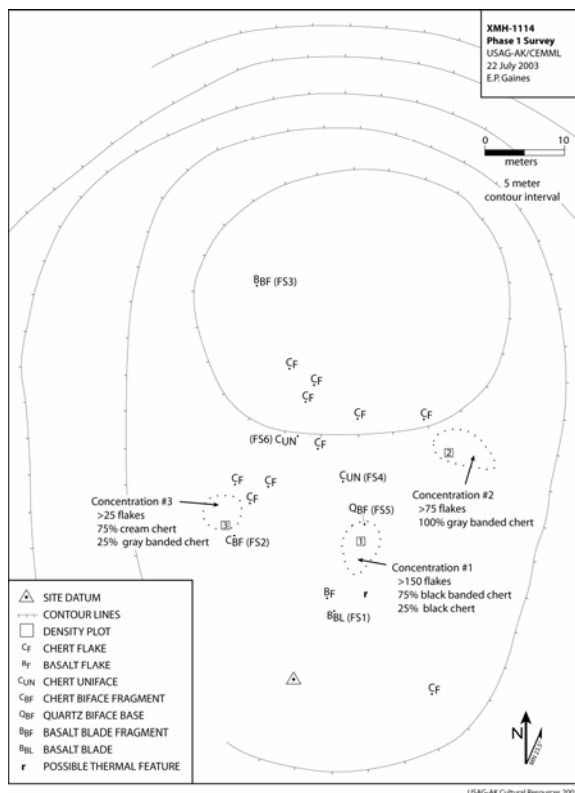 XMH-1114
Phase 1 Survey
USAG-AK/CEMML
22 July 2003
E.P. Gaines
0 10
meters
5 meter
contour interval
BBF (FS3)
CF
CF
CF
CF
CF
(FS6) CUN
CF
2
CF
CF
CF
CUN (FS4)
Concentration #3
>25 flakes
75% cream chert
25% gray banded chert
Concentration #2
>75 flakes
100% gray banded chert
QBF (FS5)
3
CBF (FS2)
1
Concentration #1
>150 flakes
75% black banded chert
25% black chert
BF
r
BBL (FS1)
CF
SITE DATUM
CONTOUR LINES
DENSITY PLOT
CF CHERT FLAKE
BF BASALT FLAKE
CUN CHERT UNIFACE
CBF CHERT BIFACE FRAGMENT
QBF QUARTZ BIFACE BASE
BBF BASALT BLADE FRAGMENT
BBL BASALT BLADE
r POSSIBLE THERMAL FEATURE
N
USAG-AK Cultural Resources